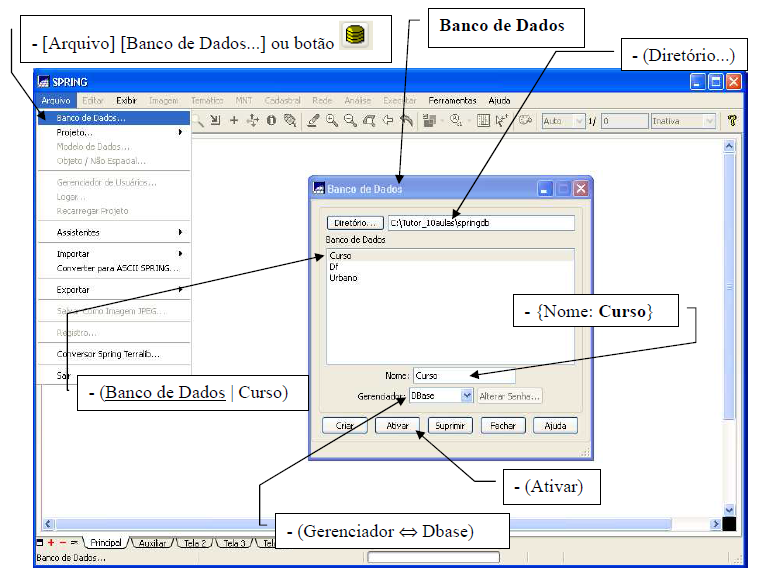 - [Arquivo] [Banco de Dados...] ou botão
Banco de Dados
- (Diretório...)
SPRING
Arquivo Editar Exibir Imagem Temático MNT Cadastral Rede Análise Executar Ferramentas Ajuda
Auto 1/ 0 Inativa
Banco de Dados...
Projeto...
Modelo de Dados...
Objeto / Não Espacial...
Gerenciador de Usuários...
Logar...
Recarregar Projeto
Assistentes
Importar
Converter para ASCII SPRING...
Exportar
Salvar como Imagem JPEG...
Registro...
Conversor Spring Terralib...
Sair
Banco de Dados
Diretório... C:\Tutor_10aulas\springdb
Banco de Dados
Curso
Df
Urbano
- {Nome: Curso}
Nome: Curso
- (Banco de Dados | Curso)
Gerenciador: DBase Alterar Senha...
Criar Ativar Suprimir Fechar Ajuda
- (Ativar)
- (Gerenciador ⇔ Dbase)
Principal Auxiliar Tela 2 Tela 3 Tel
Banco de Dados...